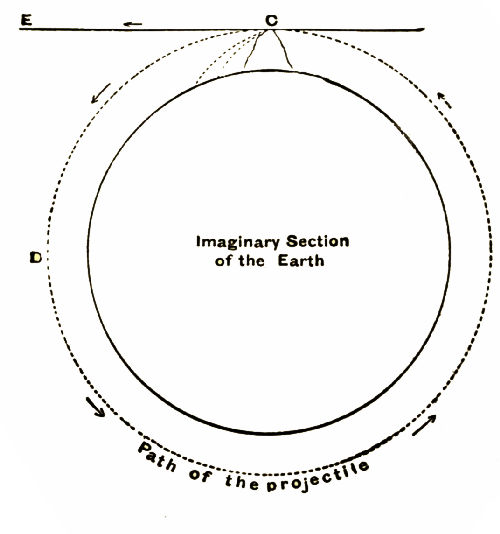 E
C
Imaginary Section
of the Earth
D
Path of the projectile